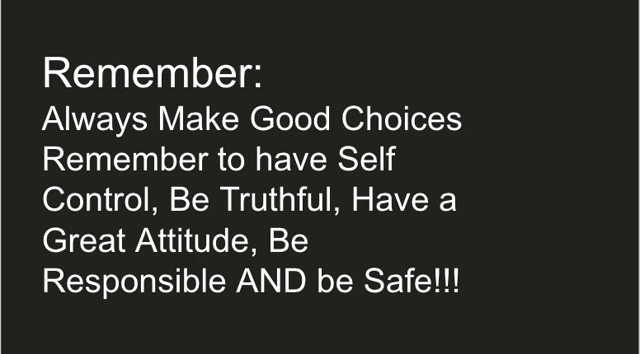 Remember:
Always Make Good Choices
Remember to have Self
Control, Be Truthful, Have a
Great Attitude, Be
Responsible AND be Safe!!!